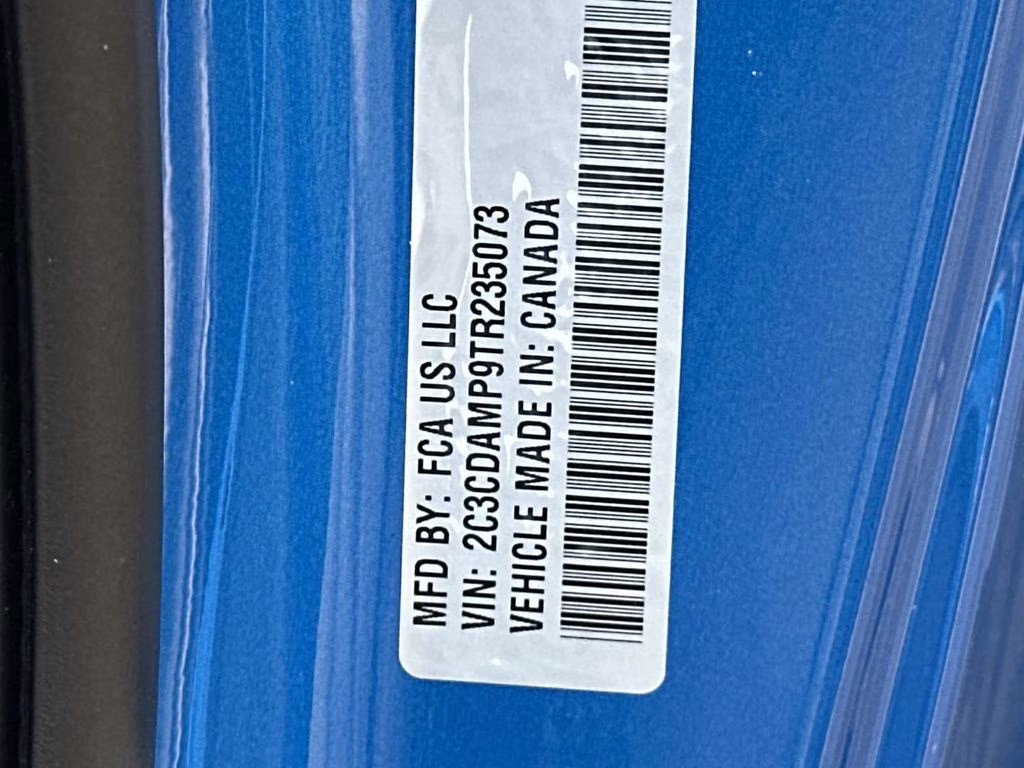 MFD BY: FCA US LLC
VIN: 2C3CDAMP9TR235073
VEHICLE MADE IN: CANADA